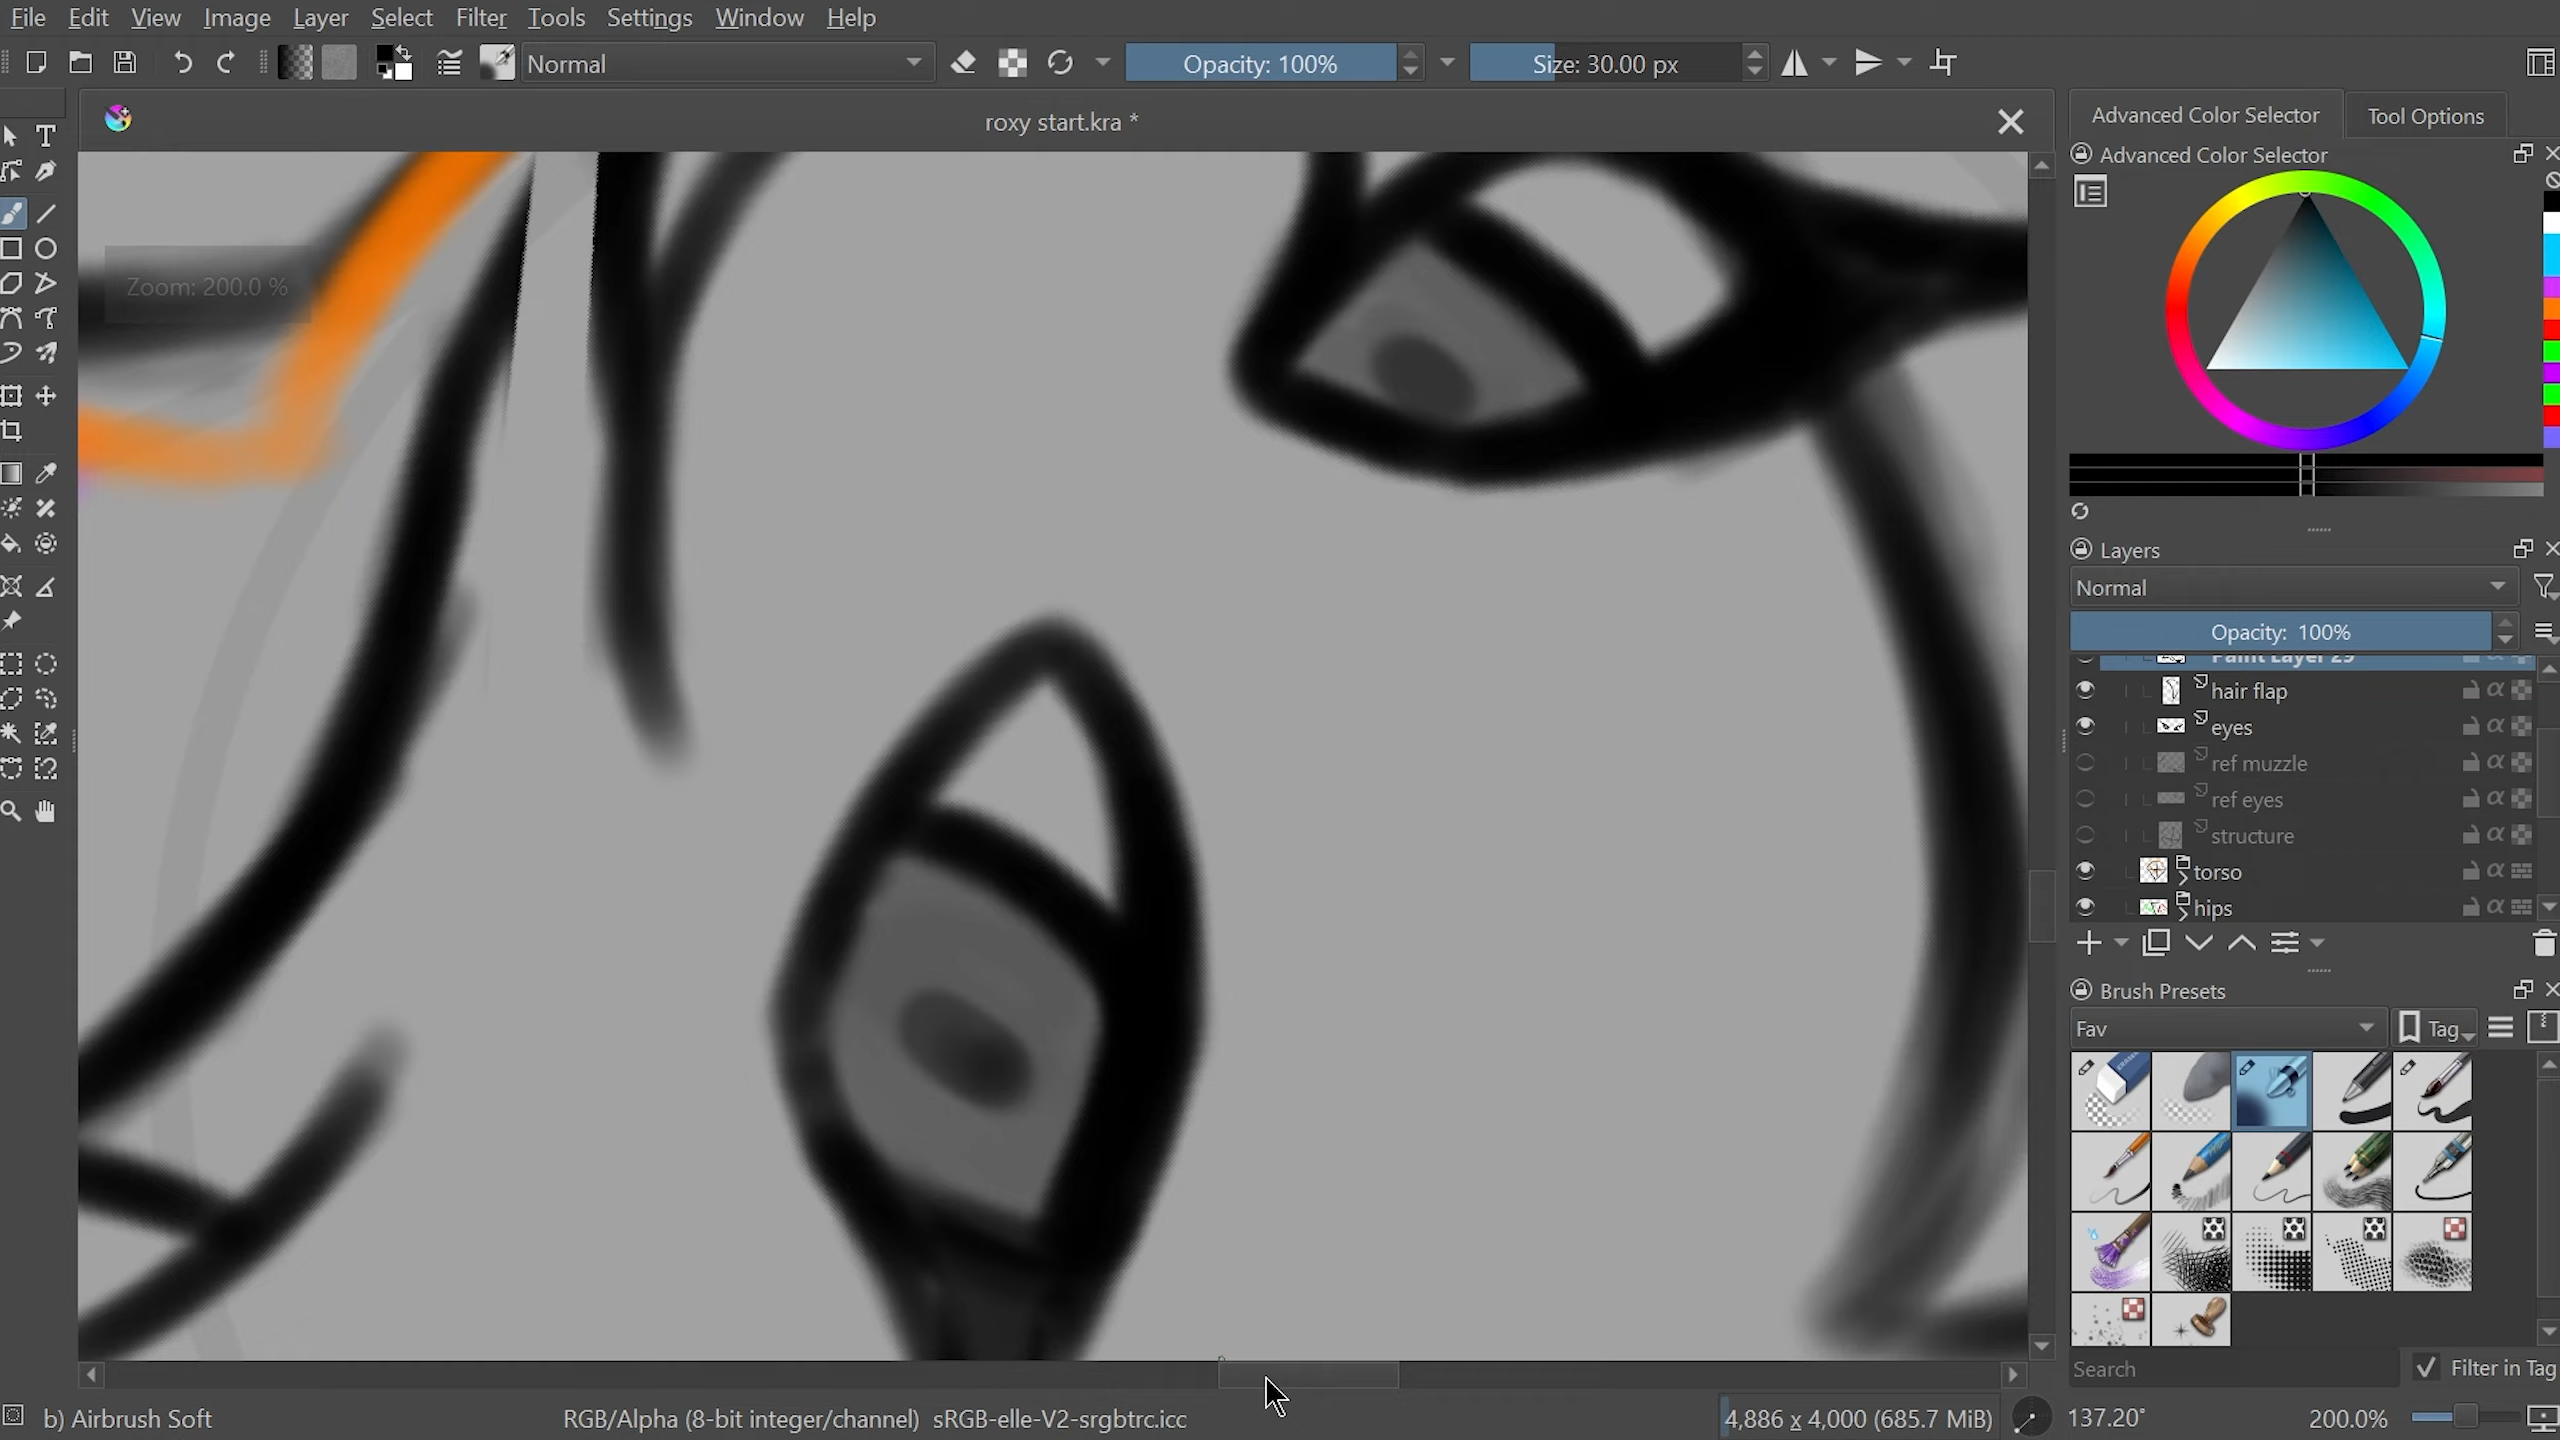 File Edit View Image Layer Select Filter Tools Settings Window Help
Normal Opacity: 100% Size: 30.00 px
roxy start.kra *
Advanced Color Selector Tool Options
Advanced Color Selector
Zoom: 200.0 %
Layers
Normal
Opacity: 100%
Paint Layer 29
hair flap
eyes
ref muzzle
ref eyes
structure
torso
hips
Brush Presets
Fav Tag
Search Filter in Tag
b) Airbrush Soft RGB/Alpha (8-bit integer/channel) sRGB-elle-V2-srgbtrc.icc 4,886 x 4,000 (685.7 MiB) 137.20° 200.0%